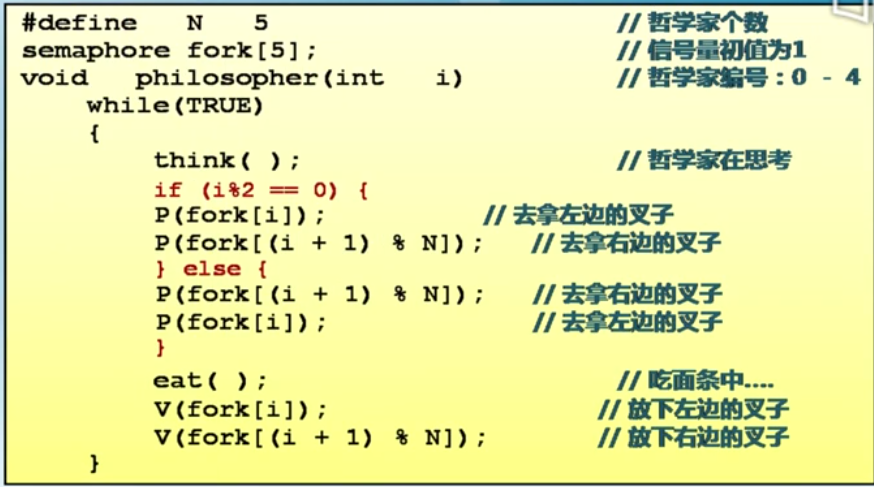 #define N 5 // 哲学家个数
semaphore fork[5]; // 信号量初值为1
void philosopher(int i) // 哲学家编号：0 - 4
while(TRUE)
{
think( ); // 哲学家在思考
if (i%2 == 0) {
P(fork[i]); // 去拿左边的叉子
P(fork[(i + 1) % N]); // 去拿右边的叉子
} else {
P(fork[(i + 1) % N]); // 去拿右边的叉子
P(fork[i]); // 去拿左边的叉子
}
eat( ); // 吃面条中....
V(fork[i]); // 放下左边的叉子
V(fork[(i + 1) % N]); // 放下右边的叉子
}